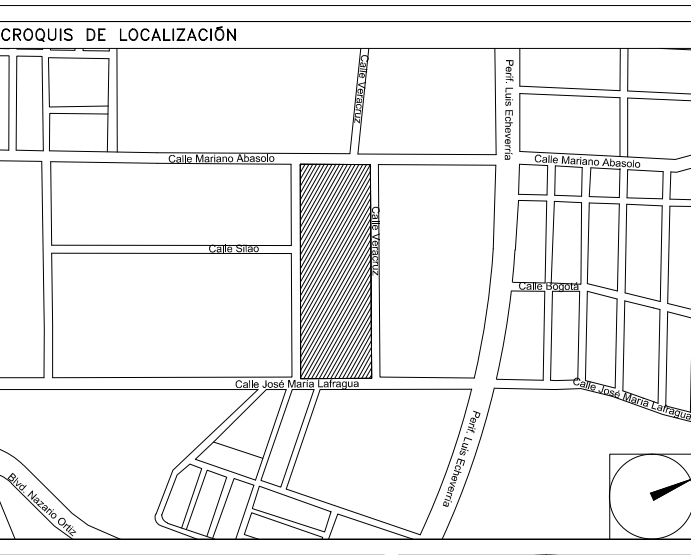 CROQUIS DE LOCALIZACIÓN
Calle Veracruz
Perif. Luis Echeverría
Calle Mariano Abasolo
Calle Mariano Abasolo
Calle Veracruz
Calle Silao
Calle Bogotá
Calle José María Lafragua
Calle José María Lafragua
Perif. Luis Echeverría
Blvd. Nazario Ortiz